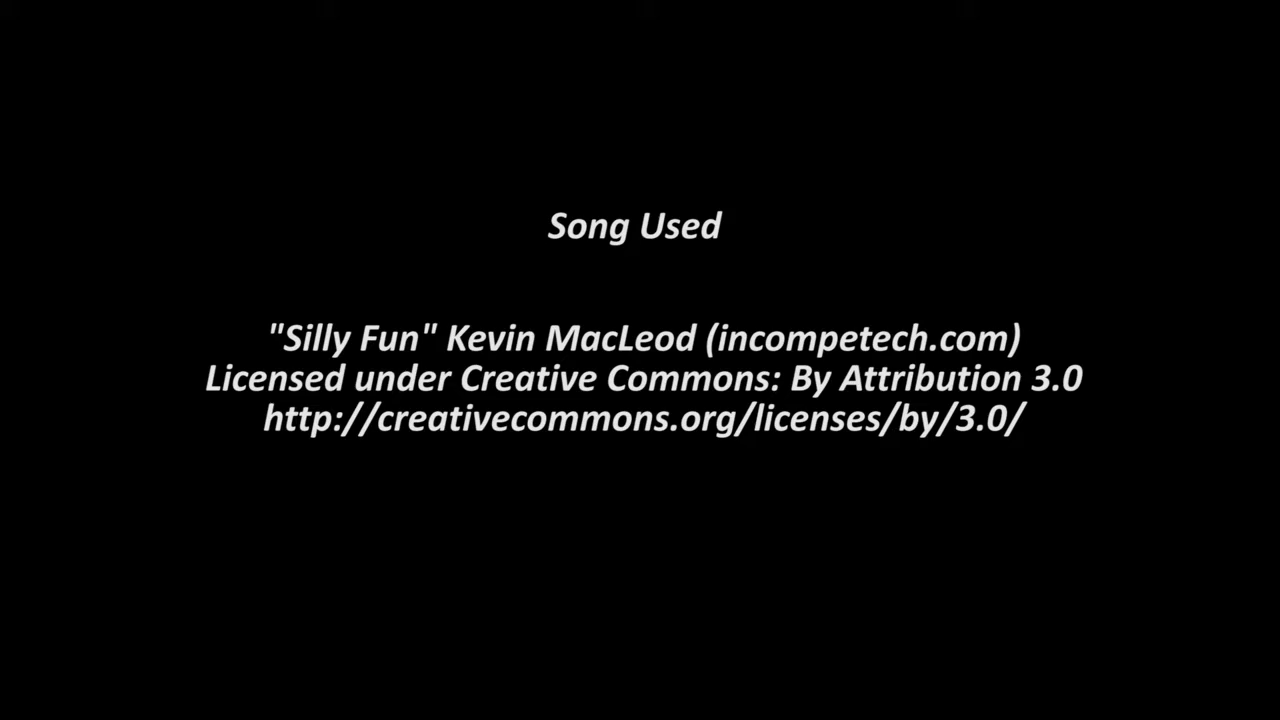 Song Used
"Silly Fun" Kevin MacLeod (incompetech.com)
Licensed under Creative Commons: By Attribution 3.0
http://creativecommons.org/licenses/by/3.0/